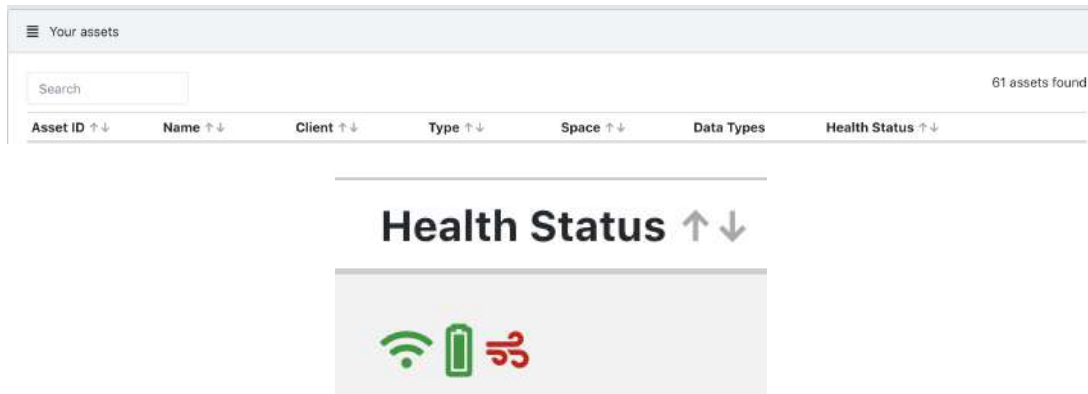 Your assets
Search
61 assets found
Asset ID ↑↓ Name ↑↓ Client ↑↓ Type ↑↓ Space ↑↓ Data Types Health Status ↑↓
Health Status ↑↓